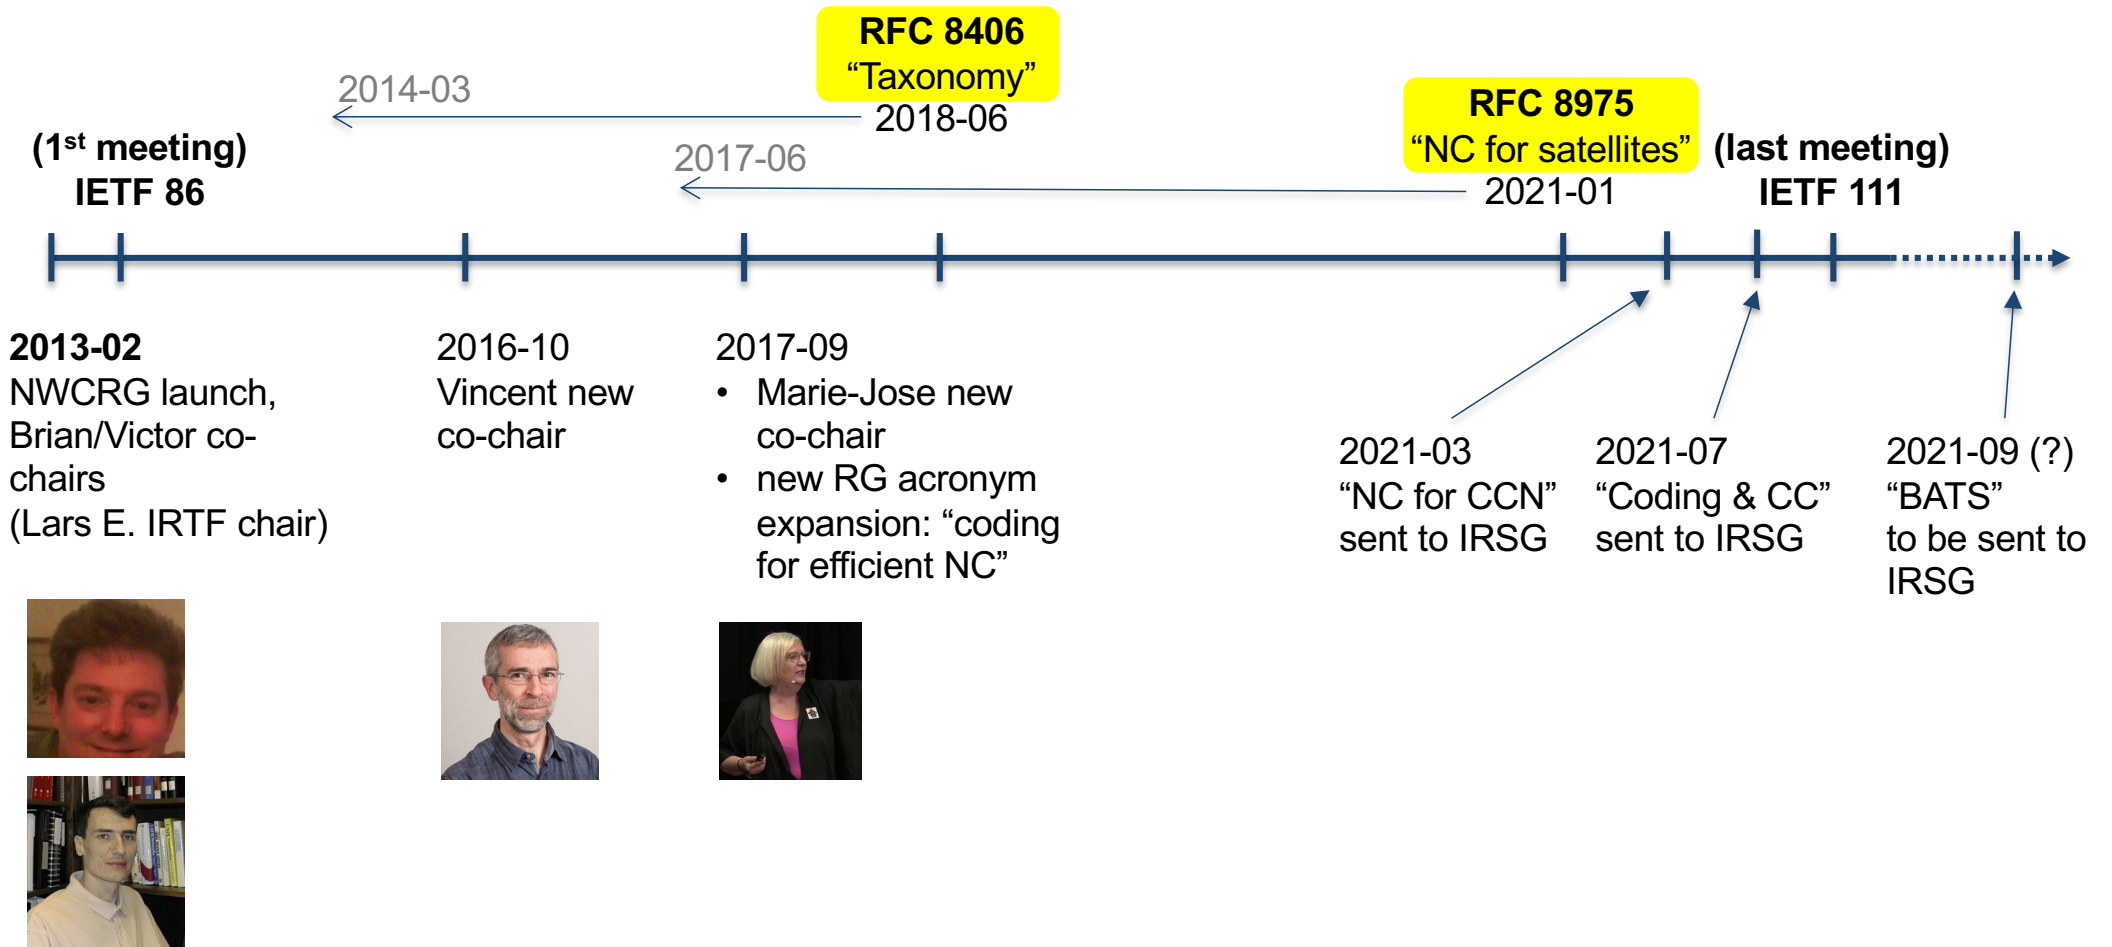 RFC 8406
“Taxonomy”
2018-06
2014-03
RFC 8975
“NC for satellites”
2021-01
2017-06
(1st meeting)
IETF 86
(last meeting)
IETF 111
2013-02
NWCRG launch,
Brian/Victor co-
chairs
(Lars E. IRTF chair)
2016-10
Vincent new
co-chair
2017-09
• Marie-Jose new
co-chair
• new RG acronym
expansion: “coding
for efficient NC”
2021-03
“NC for CCN”
sent to IRSG
2021-07
“Coding & CC”
sent to IRSG
2021-09 (?)
“BATS”
to be sent to
IRSG